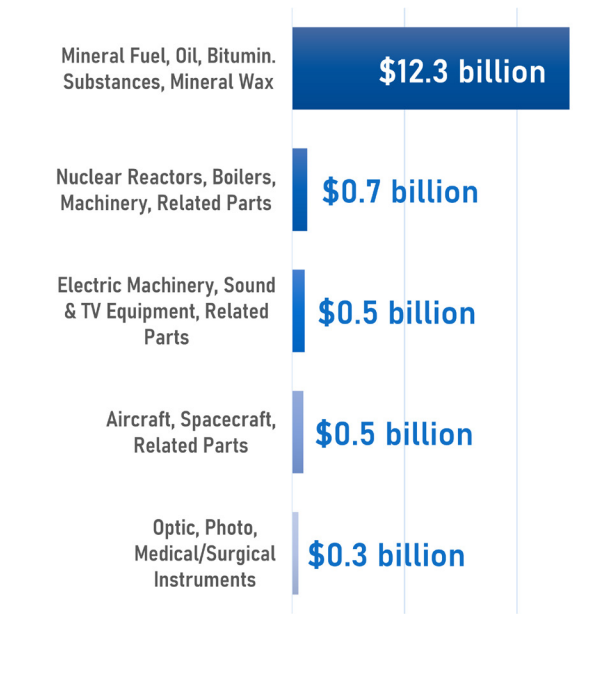 Mineral Fuel, Oil, Bitumin.
Substances, Mineral Wax
$12.3 billion
Nuclear Reactors, Boilers,
Machinery, Related Parts
$0.7 billion
Electric Machinery, Sound
& TV Equipment, Related
Parts
$0.5 billion
Aircraft, Spacecraft,
Related Parts
$0.5 billion
Optic, Photo,
Medical/Surgical
Instruments
$0.3 billion